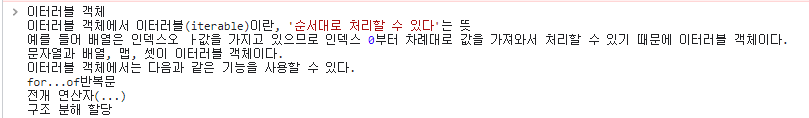 이터러블 객체
이터러블 객체에서 이터러블(iterable)이란, '순서대로 처리할 수 있다'는 뜻
예를 들어 배열은 인덱스오 ㅏ값을 가지고 있으므로 인덱스 0부터 차례대로 값을 가져와서 처리할 수 있기 때문에 이터러블 객체이다.
문자열과 배열, 맵, 셋이 이터러블 객체이다.
이터러블 객체에서는 다음과 같은 기능을 사용할 수 있다.
for...of반복문
전개 연산자(...)
구조 분해 할당